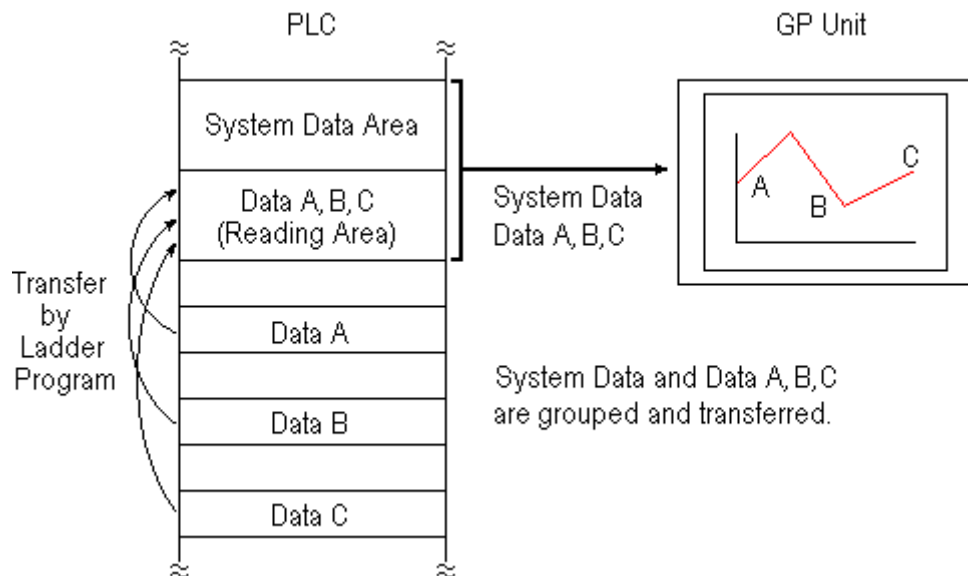 PLC
GP Unit
System Data Area
Data A, B, C
(Reading Area)
System Data
Data A, B, C
A
B
C
Transfer
by
Ladder
Program
Data A
Data B
Data C
System Data and Data A, B, C
are grouped and transferred.